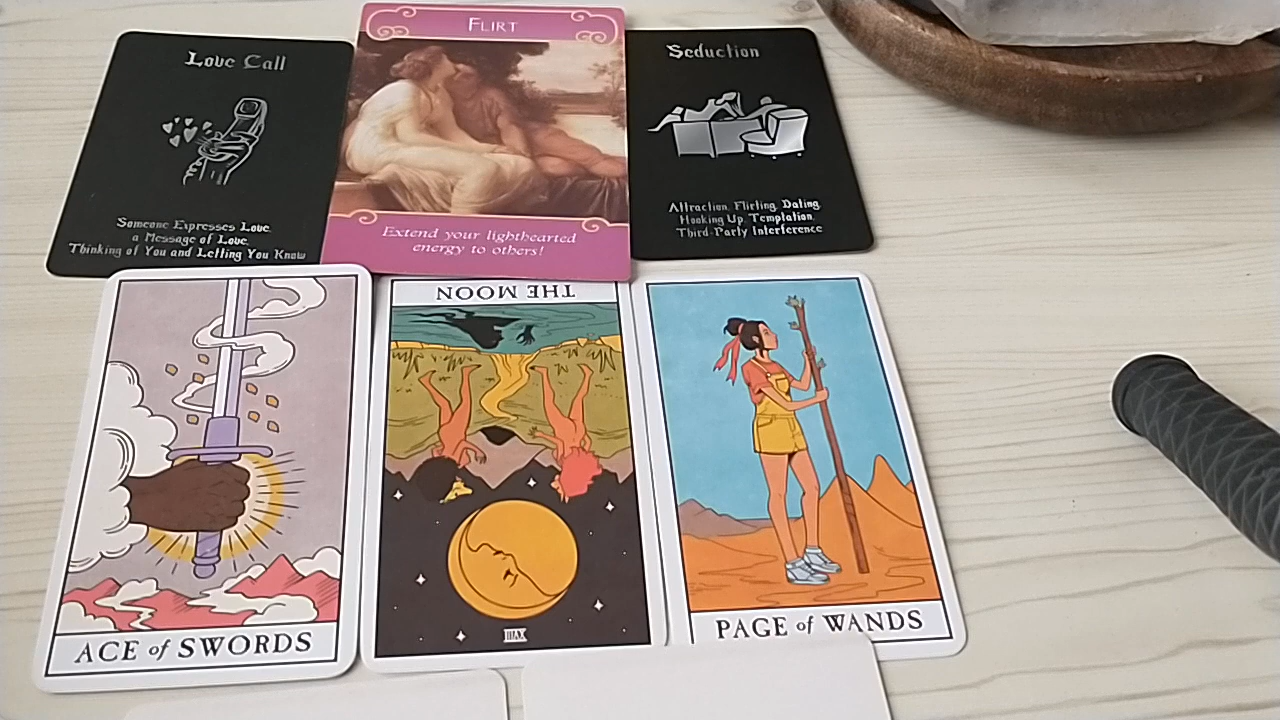 Love Call
Someone Expresses Love,
a Message of Love,
Thinking of You and Letting You Know
FLIRT
Extend your lighthearted
energy to others!
Seduction
Attraction, Flirting, Dating
Hooking Up, Temptation,
Third-Party Interference
ACE of SWORDS
THE MOON
XVIII
PAGE of WANDS